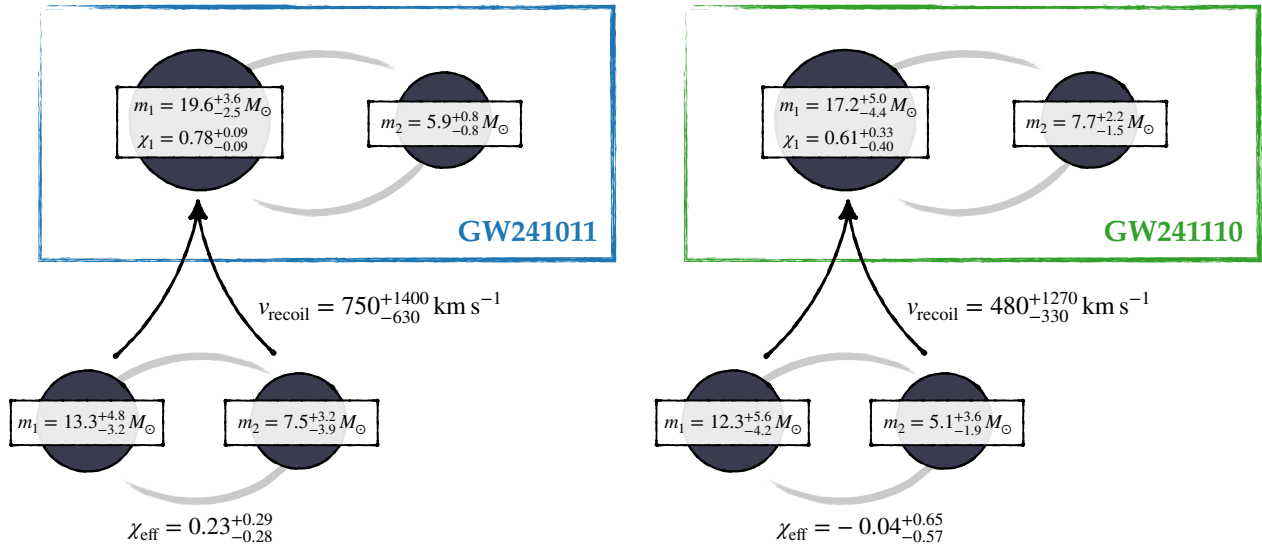 m₁ = 19.6⁺³·⁶₋₂.₅ M⊙
χ₁ = 0.78⁺⁰·⁰⁹₋₀.₀₉
m₂ = 5.9⁺⁰·⁸₋₀.₈ M⊙
GW241011
v_recoil = 750⁺¹⁴⁰⁰₋₆₃₀ km s⁻¹
m₁ = 13.3⁺⁴·⁸₋₃.₂ M⊙
m₂ = 7.5⁺³·²₋₃.₉ M⊙
χ_eff = 0.23⁺⁰·²⁹₋₀.₂₈
m₁ = 17.2⁺⁵·⁰₋₄.₄ M⊙
χ₁ = 0.61⁺⁰·³³₋₀.₄₀
m₂ = 7.7⁺²·²₋₁.₅ M⊙
GW241110
v_recoil = 480⁺¹²⁷⁰₋₃₃₀ km s⁻¹
m₁ = 12.3⁺⁵·⁶₋₄.₂ M⊙
m₂ = 5.1⁺³·⁶₋₁.₉ M⊙
χ_eff = − 0.04⁺⁰·⁶⁵₋₀.₅₇